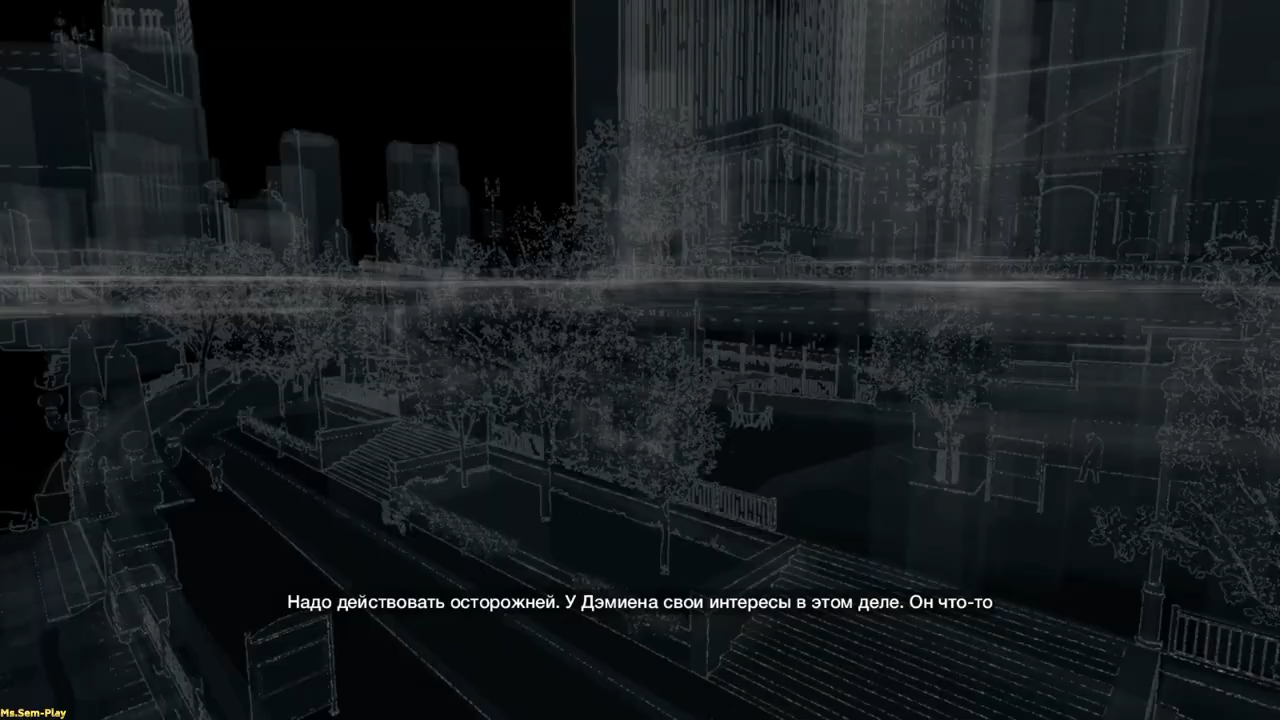 Надо действовать осторожней. У Дэмиена свои интересы в этом деле. Он что-то
Ms.Sem-Play